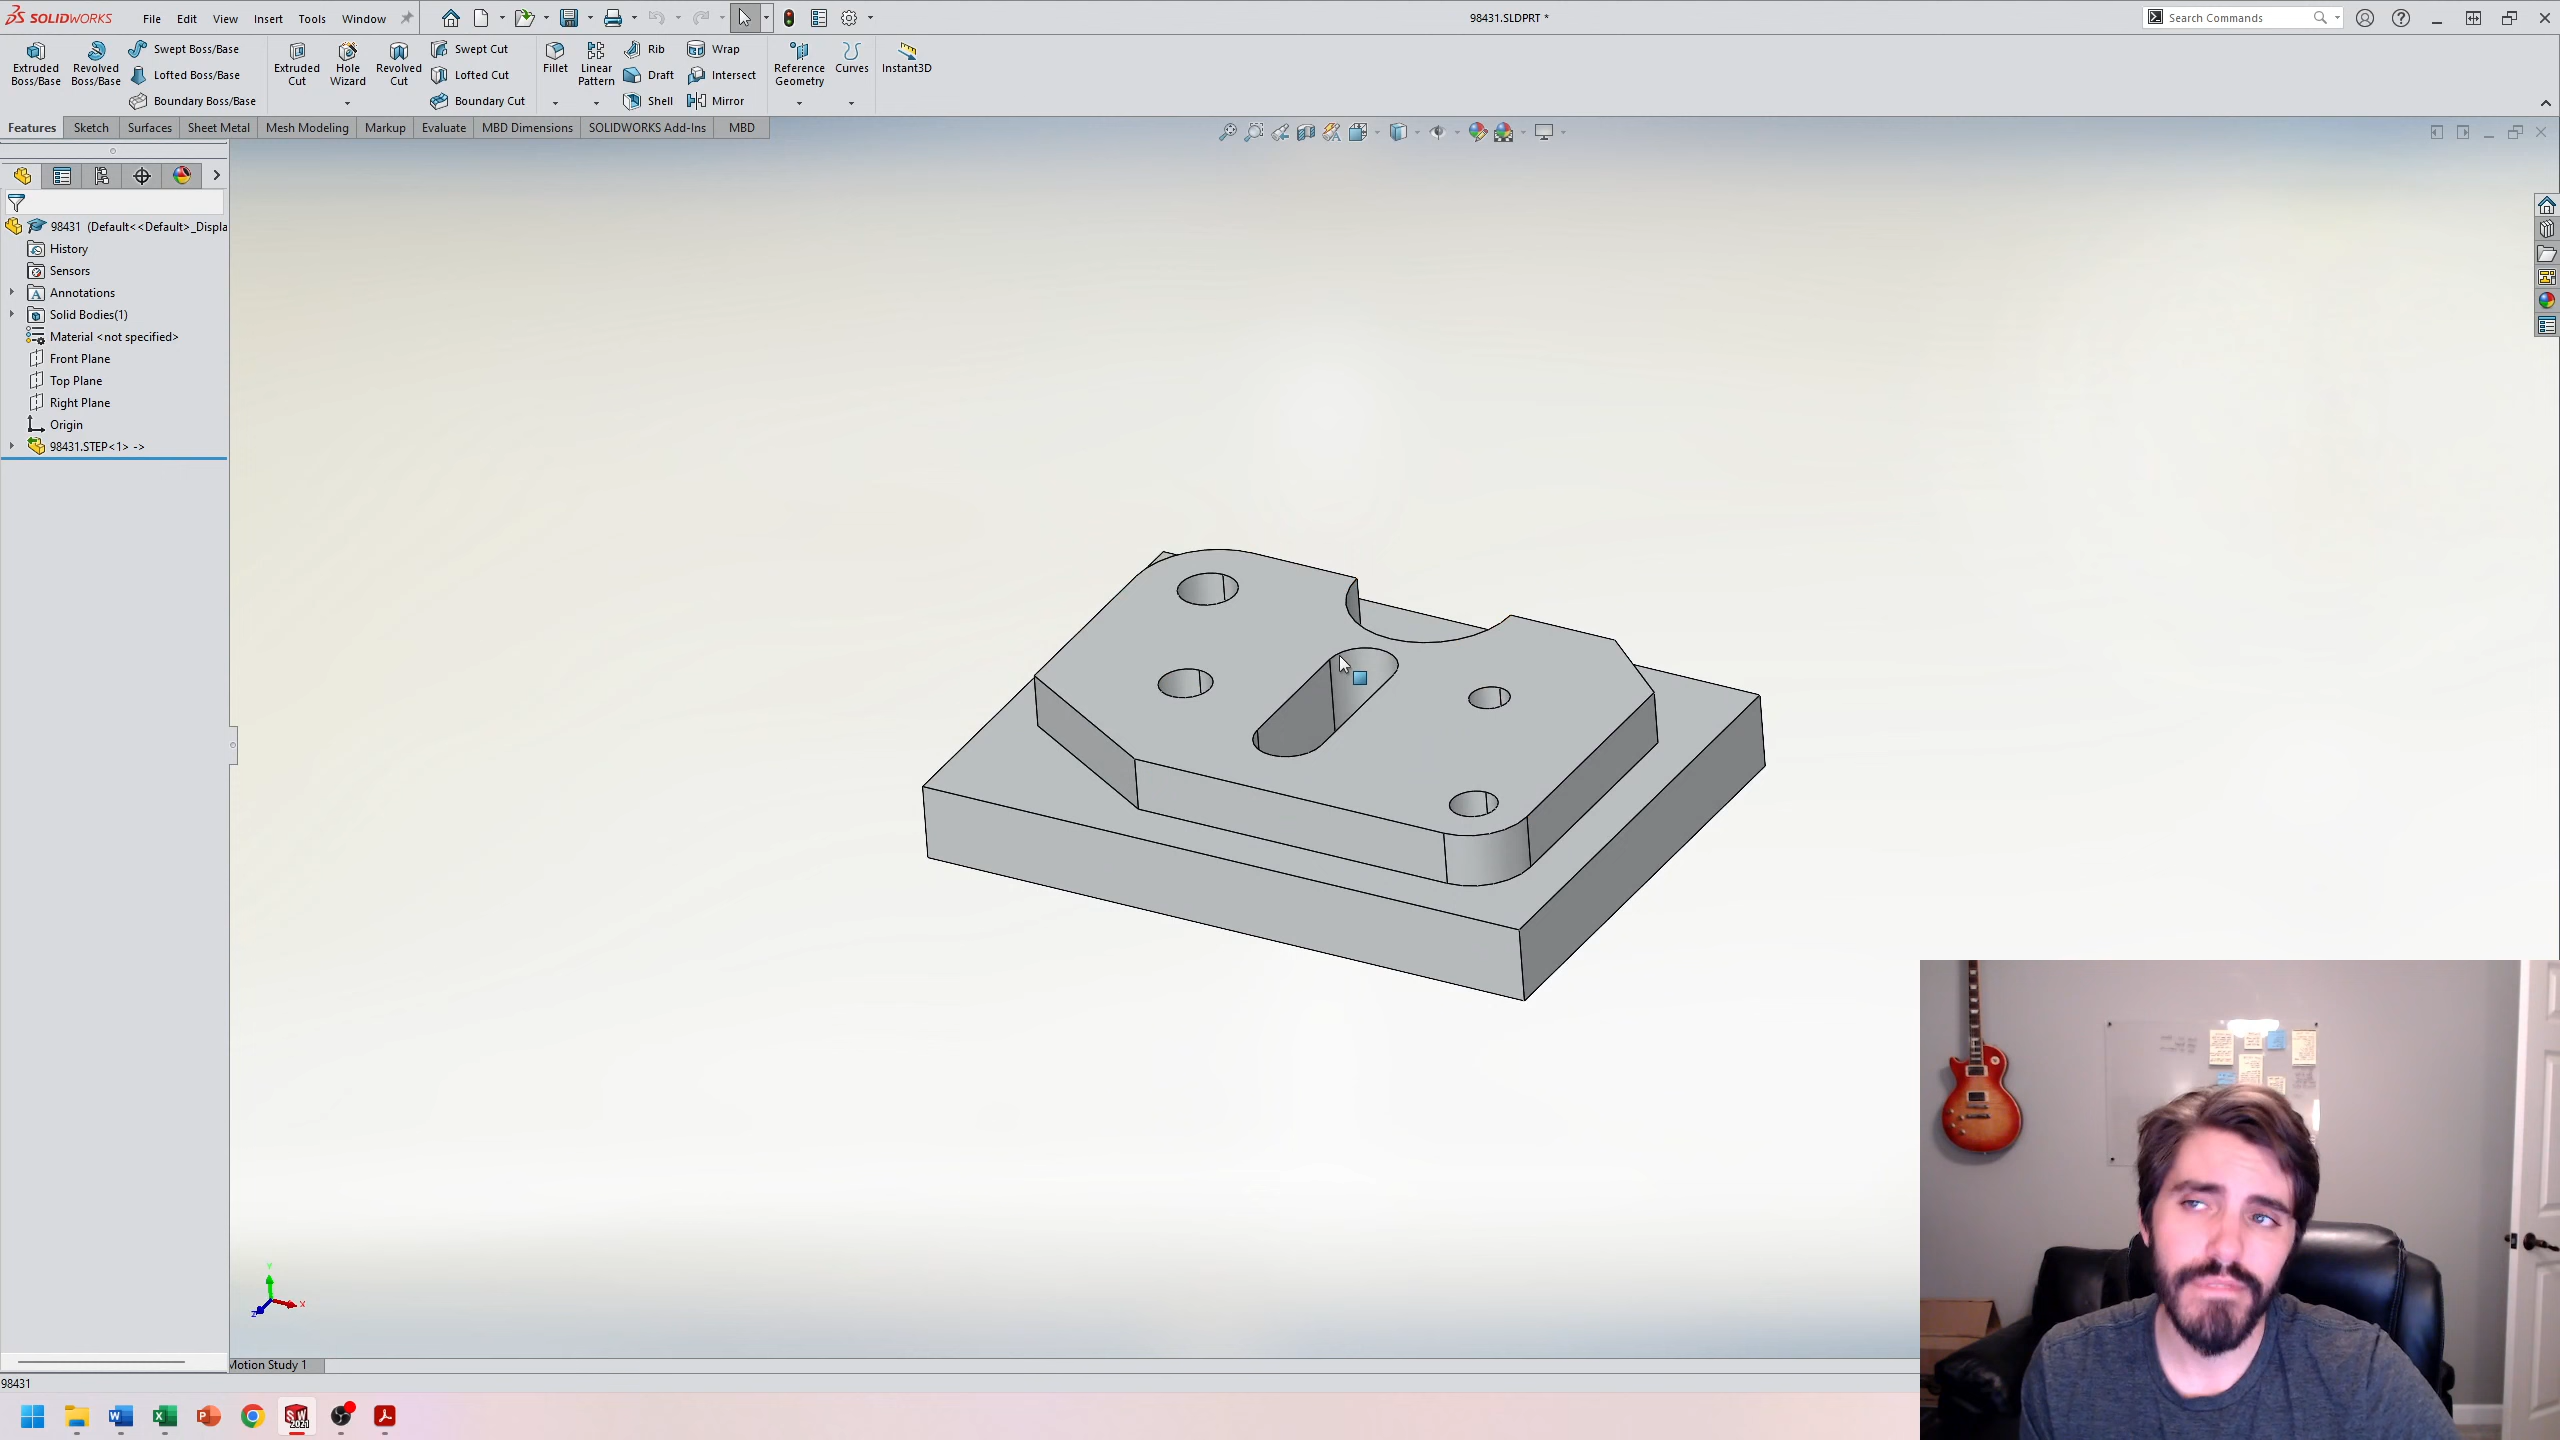 SOLIDWORKS File Edit View Insert Tools Window 98431.SLDPRT * Search Commands
Extruded Boss/Base
Revolved Boss/Base
Swept Boss/Base
Lofted Boss/Base
Boundary Boss/Base
Extruded Cut
Hole Wizard
Revolved Cut
Swept Cut
Lofted Cut
Boundary Cut
Fillet
Linear Pattern
Rib
Draft
Shell
Wrap
Intersect
Mirror
Reference Geometry
Curves
Instant3D
Features Sketch Surfaces Sheet Metal Mesh Modeling Markup Evaluate MBD Dimensions SOLIDWORKS Add-Ins MBD
98431 (Default<<Default>_Displa
History
Sensors
Annotations
Solid Bodies(1)
Material <not specified>
Front Plane
Top Plane
Right Plane
Origin
98431.STEP<1> ->
Y
X
Z
Motion Study 1
98431
W X P SW 2021